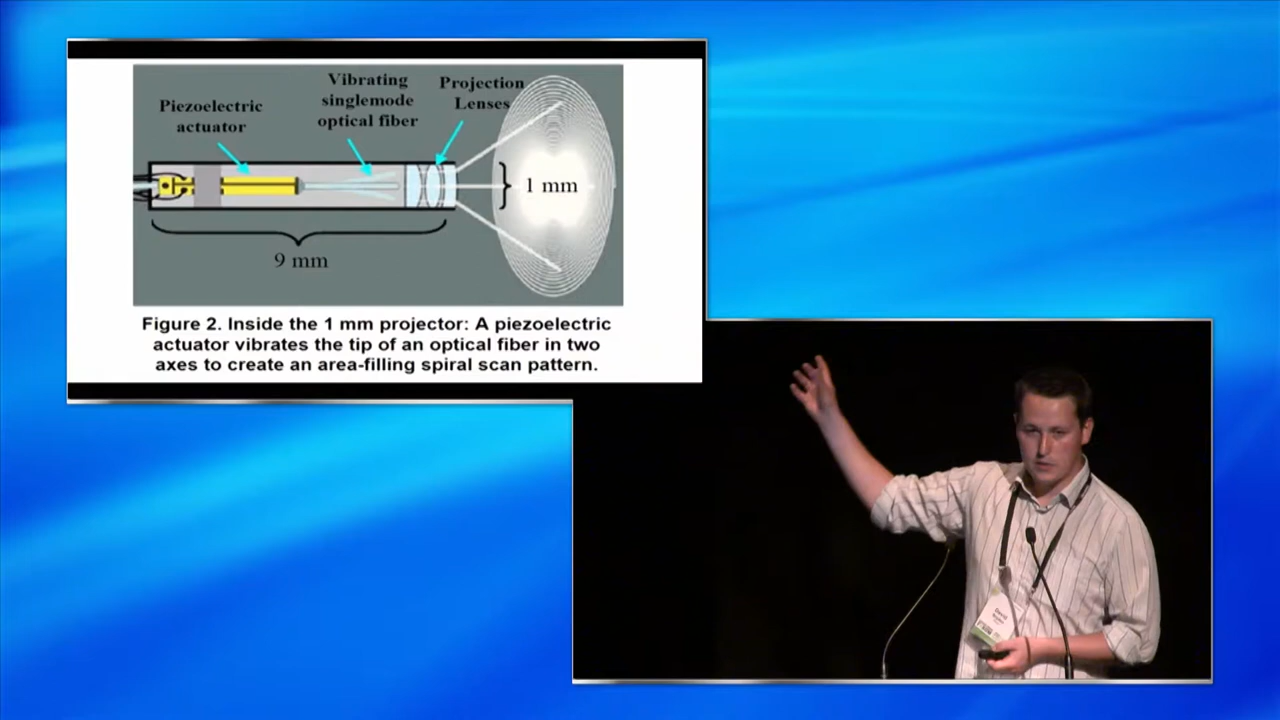 Piezoelectric
actuator
Vibrating
singlemode
optical fiber
Projection
Lenses
1 mm
9 mm
Figure 2. Inside the 1 mm projector: A piezoelectric
actuator vibrates the tip of an optical fiber in two
axes to create an area-filling spiral scan pattern.
David